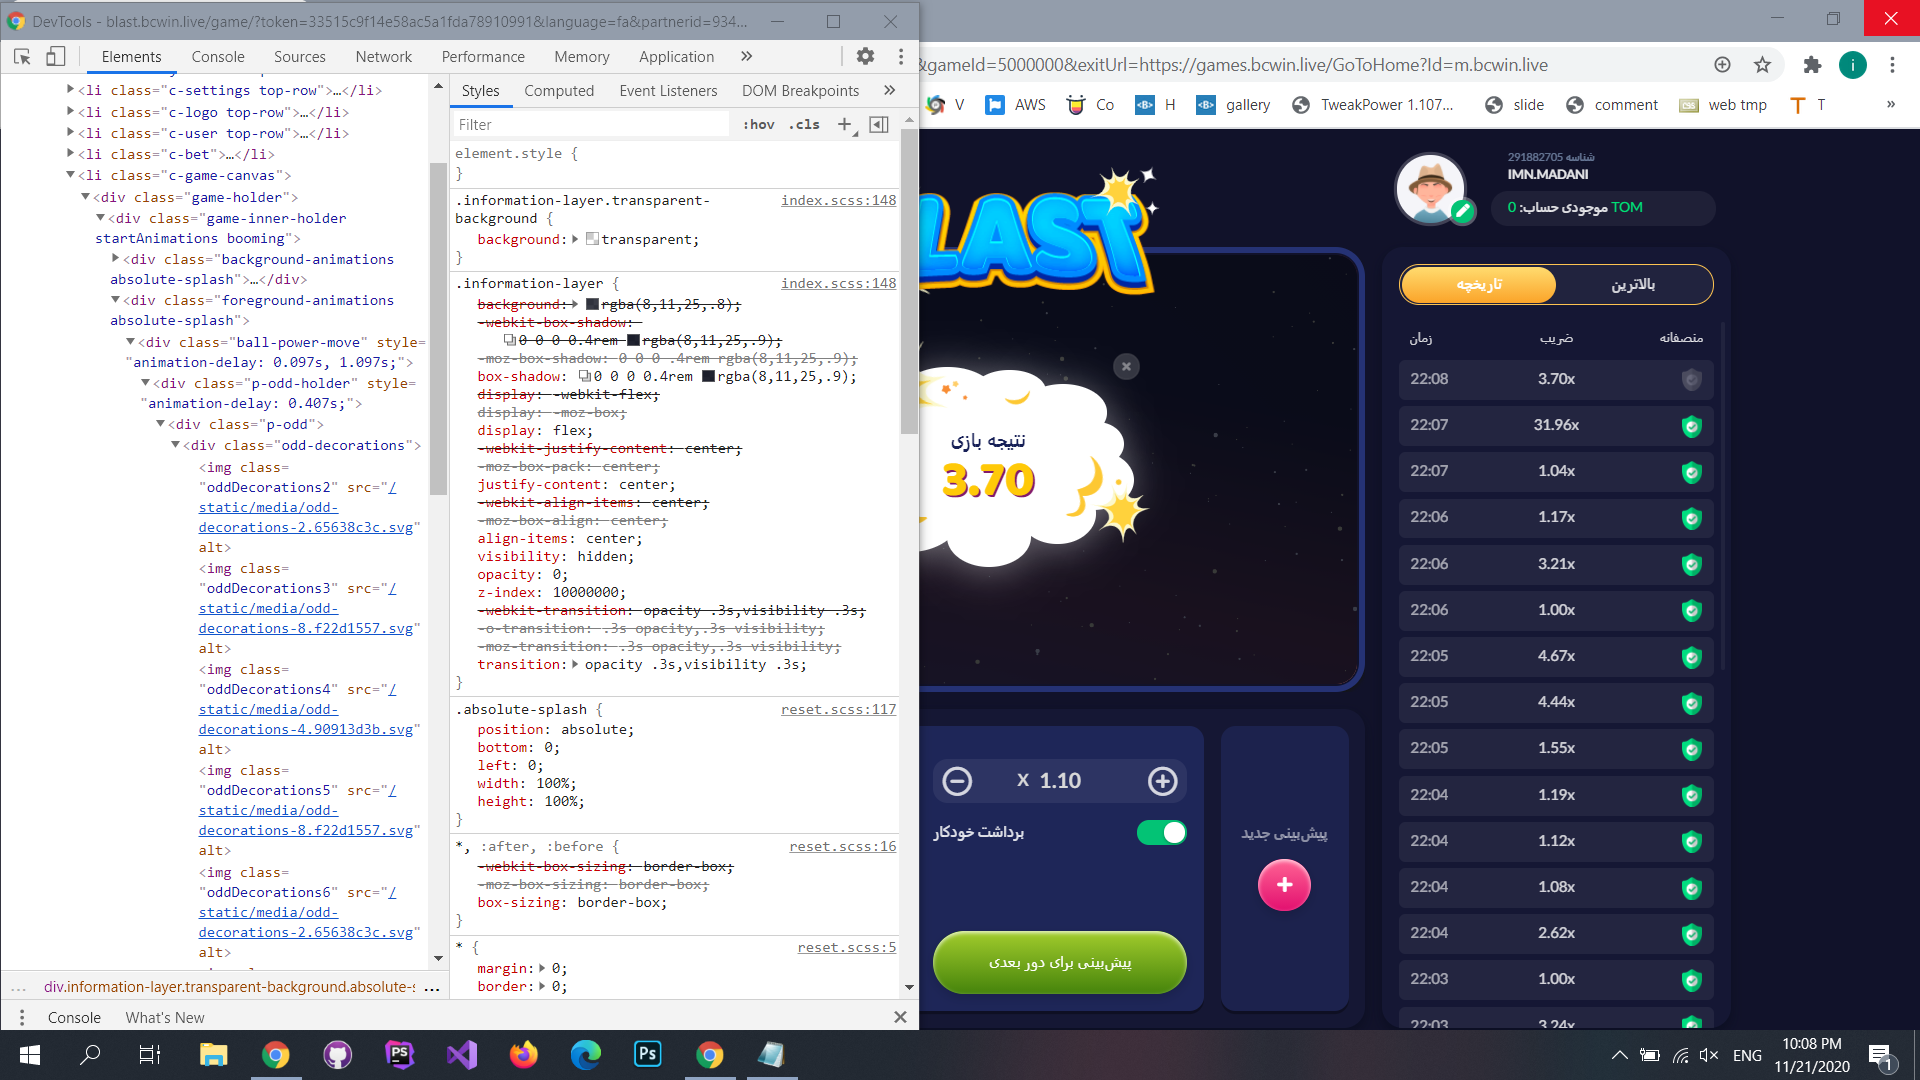 DevTools - blast.bcwin.live/game/?token=33515c9f14e58ac5a1fda78910991&language=fa&partnerid=934...
Elements
Console
Sources
Network
Performance
Memory
Application
»
<li class="c-settings top-row">…</li>
<li class="c-logo top-row">…</li>
<li class="c-user top-row">…</li>
<li class="c-bet">…</li>
<li class="c-game-canvas">
<div class="game-holder">
<div class="game-inner-holder
startAnimations booming">
<div class="background-animations
absolute-splash">…</div>
<div class="foreground-animations
absolute-splash">
<div class="ball-power-move" style=
"animation-delay: 0.097s, 1.097s;">
<div class="p-odd-holder" style=
"animation-delay: 0.407s;">
<div class="p-odd">
<div class="odd-decorations">
<img class=
"oddDecorations2" src="/
static/media/odd-
decorations-2.65638c3c.svg"
alt>
<img class=
"oddDecorations3" src="/
static/media/odd-
decorations-8.f22d1557.svg"
alt>
<img class=
"oddDecorations4" src="/
static/media/odd-
decorations-4.90913d3b.svg"
alt>
<img class=
"oddDecorations5" src="/
static/media/odd-
decorations-8.f22d1557.svg"
alt>
<img class=
"oddDecorations6" src="/
static/media/odd-
decorations-2.65638c3c.svg"
alt>
... div.information-layer.transparent-background.absolute-s ...
Styles
Computed
Event Listeners
DOM Breakpoints
»
Filter
:hov .cls +
element.style {
}
.information-layer.transparent-
background {
index.scss:148
background: transparent;
}
.information-layer {
index.scss:148
background: rgba(8,11,25,.8);
-webkit-box-shadow:
0 0 0 0.4rem rgba(8,11,25,.9);
-moz-box-shadow: 0 0 0 .4rem rgba(8,11,25,.9);
box-shadow: 0 0 0 0.4rem rgba(8,11,25,.9);
display: -webkit-flex;
display: -moz-box;
display: flex;
-webkit-justify-content: center;
-moz-box-pack: center;
justify-content: center;
-webkit-align-items: center;
-moz-box-align: center;
align-items: center;
visibility: hidden;
opacity: 0;
z-index: 10000000;
-webkit-transition: opacity .3s,visibility .3s;
-o-transition: .3s opacity,.3s visibility;
-moz-transition: .3s opacity,.3s visibility;
transition: opacity .3s,visibility .3s;
}
.absolute-splash {
reset.scss:117
position: absolute;
bottom: 0;
left: 0;
width: 100%;
height: 100%;
}
*, :after, :before {
reset.scss:16
-webkit-box-sizing: border-box;
-moz-box-sizing: border-box;
box-sizing: border-box;
}
* {
reset.scss:5
margin: 0;
border: 0;
Console
What's New
&gameId=5000000&exitUrl=https://games.bcwin.live/GoToHome?Id=m.bcwin.live
i
V
AWS
Co
<B> H
<B> gallery
TweakPower 1.107...
slide
comment
web tmp
T
»
LAST
شناسه 291882705
IMN.MADANI
موجودی حساب: 0 TOM
نتیجه بازی
3.70
تاریخچه
بالاترین
زمان
ضریب
منصفانه
22:08 3.70x
22:07 31.96x
22:07 1.04x
22:06 1.17x
22:06 3.21x
22:06 1.00x
22:05 4.67x
22:05 4.44x
22:05 1.55x
22:04 1.19x
22:04 1.12x
22:04 1.08x
22:04 2.62x
22:03 1.00x
22:03 3.24x
X 1.10
برداشت خودکار
پیش‌بینی برای دور بعدی
پیش‌بینی جدید
PS
Ps
ENG
10:08 PM
11/21/2020
1